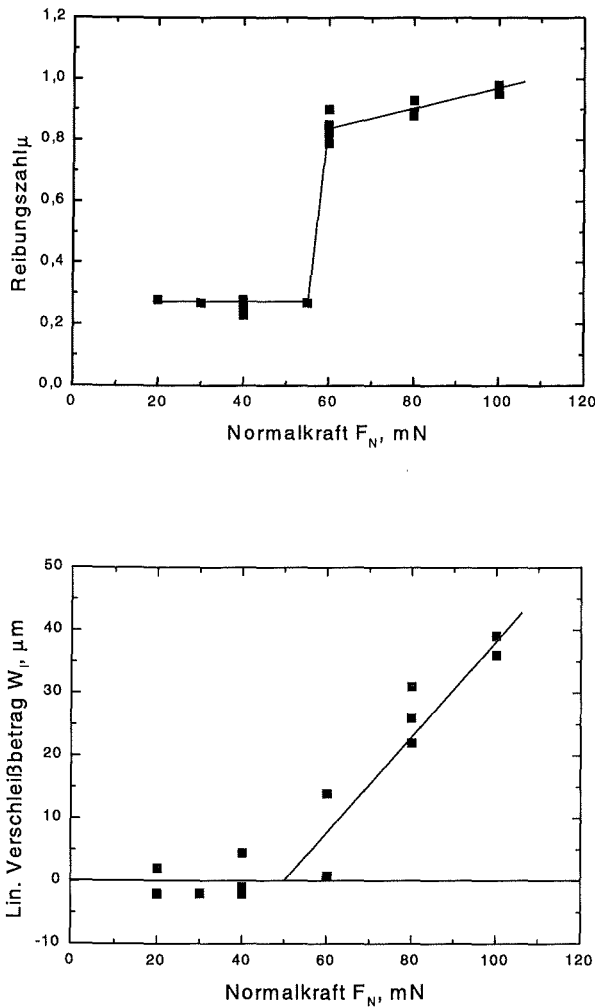 1,2
1,0
0,8
0,6
0,4
0,2
0,0
Reibungszahlμ
0 20 40 60 80 100 120
Normalkraft F_N, mN
50
40
30
20
10
0
-10
Lin. Verschleißbetrag W_l, μm
0 20 40 60 80 100 120
Normalkraft F_N, mN